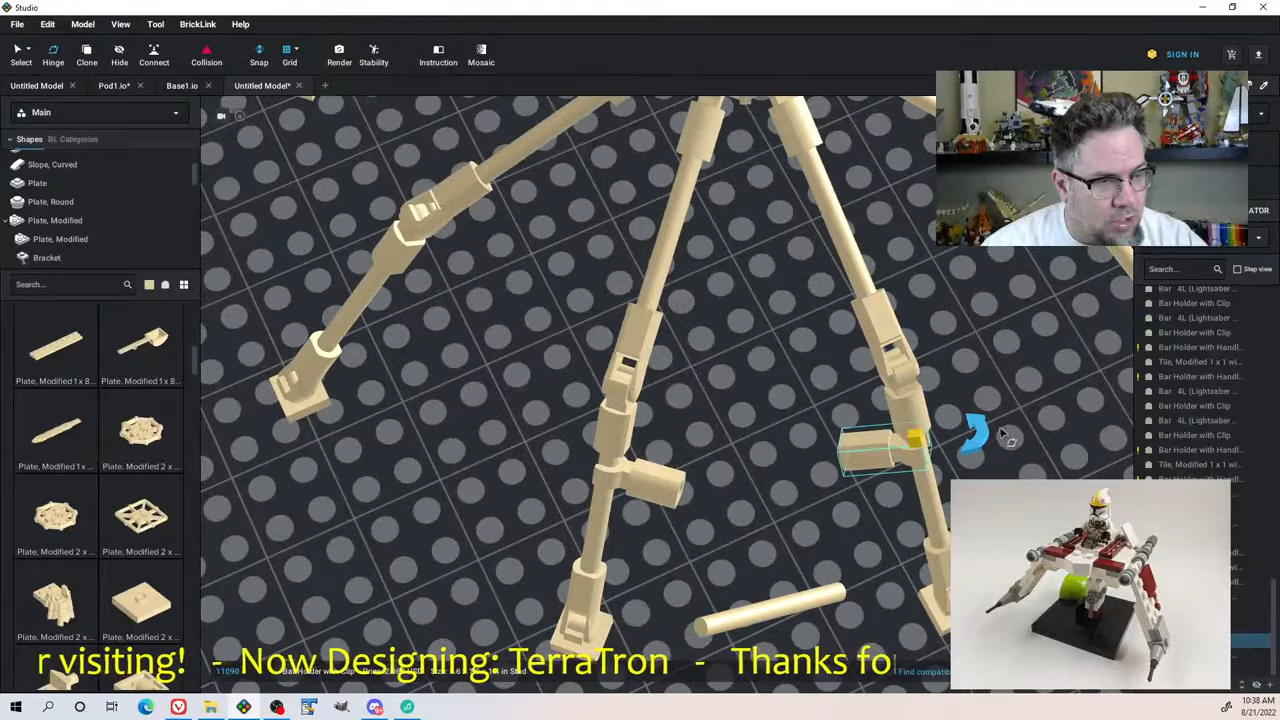 Studio
File Edit Model View Tool BrickLink Help
Select Hinge Clone Hide Connect Collision Snap Grid Render Stability Instruction Mosaic
SIGN IN
Untitled Model Pod1.io* Base1.io Untitled Model*
Main
Shapes BL Categories
Slope, Curved
Plate
Plate, Round
Plate, Modified
Plate, Modified
Bracket
Search...
Plate, Modified 1 x 8... Plate, Modified 1 x 8...
Plate, Modified 1 x... Plate, Modified 2 x ...
Plate, Modified 2 x ... Plate, Modified 2 x ...
Plate, Modified 2 x ... Plate, Modified 2 x ...
ATOR
Search... Step view
Bar 4L (Lightsaber ...
Bar Holder with Clip
Bar 4L (Lightsaber ...
Bar Holder with Clip
Bar Holder with Handl...
Tile, Modified 1 x 1 wi...
Bar Holder with Handl...
Bar 4L (Lightsaber ...
Bar Holder with Clip
Bar 4L (Lightsaber ...
Bar Holder with Clip
Bar Holder with Handl...
Tile, Modified 1 x 1 wi...
r visiting! - Now Designing: TerraTron - Thanks fo
11090
Find compatib
10:38 AM
8/21/2022